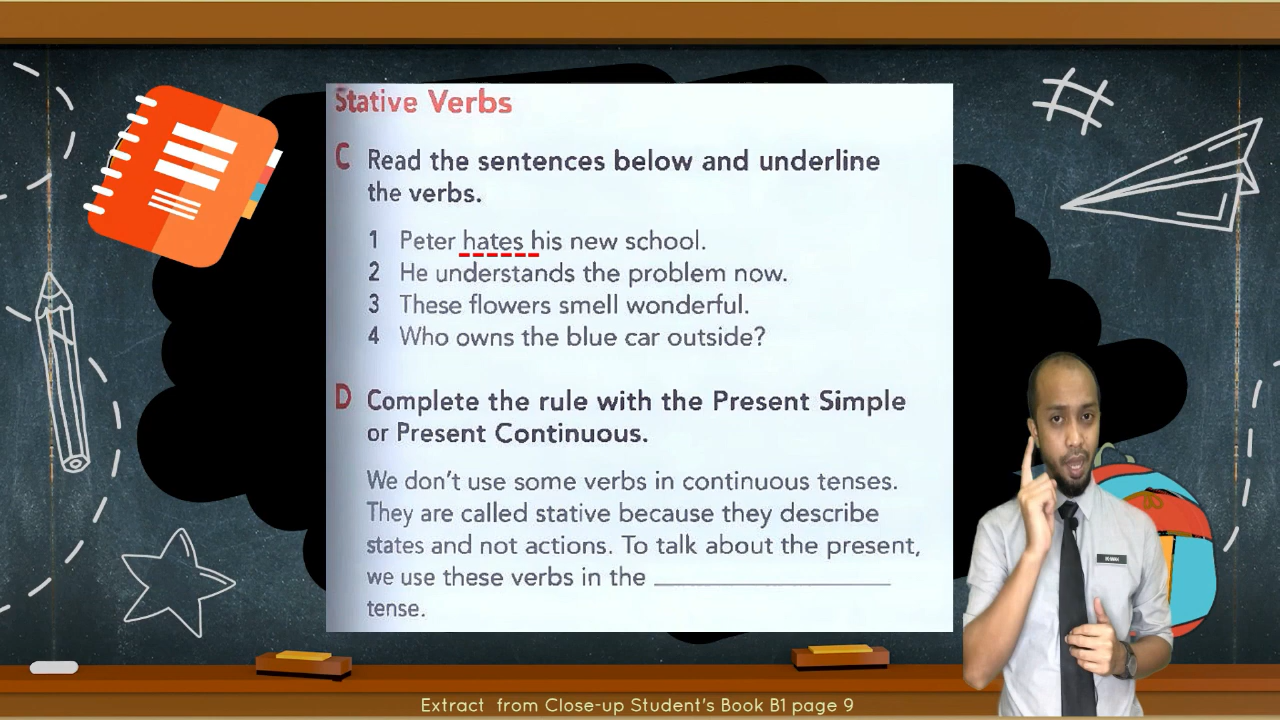 Stative Verbs
C Read the sentences below and underline
the verbs.
1 Peter hates his new school.
2 He understands the problem now.
3 These flowers smell wonderful.
4 Who owns the blue car outside?
D Complete the rule with the Present Simple
or Present Continuous.
We don't use some verbs in continuous tenses.
They are called stative because they describe
states and not actions. To talk about the present,
we use these verbs in the ____________________
tense.
Extract from Close-up Student's Book B1 page 9